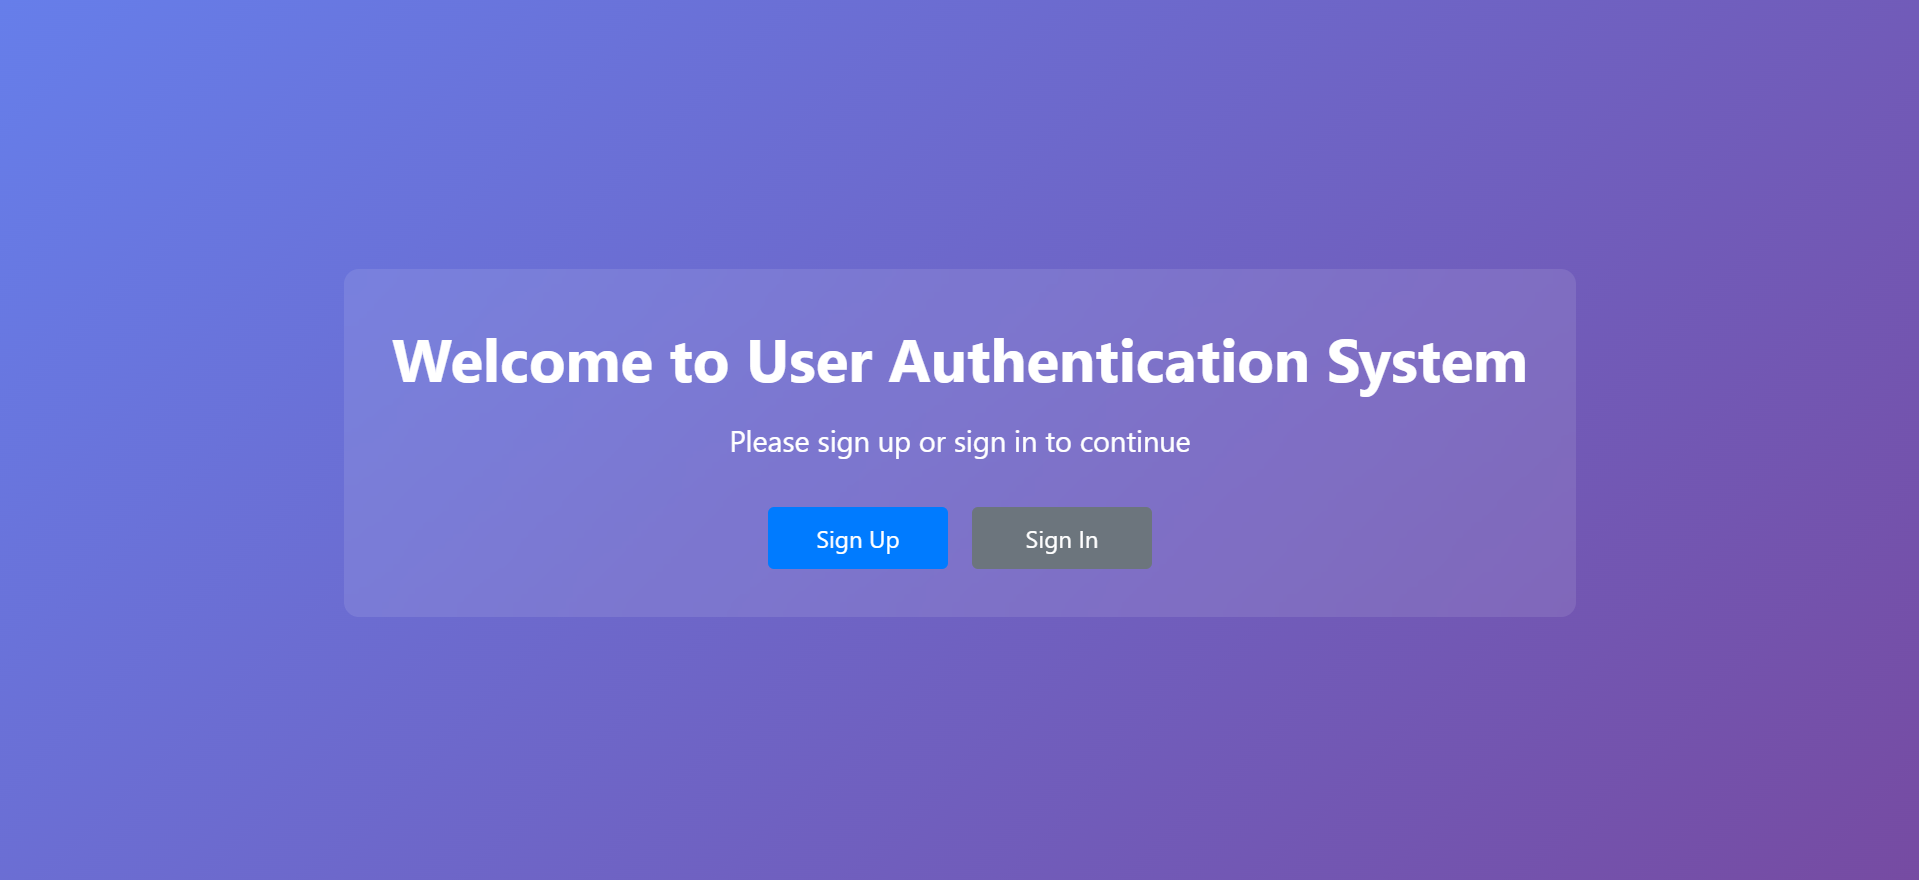 Welcome to User Authentication System
Please sign up or sign in to continue
Sign Up
Sign In